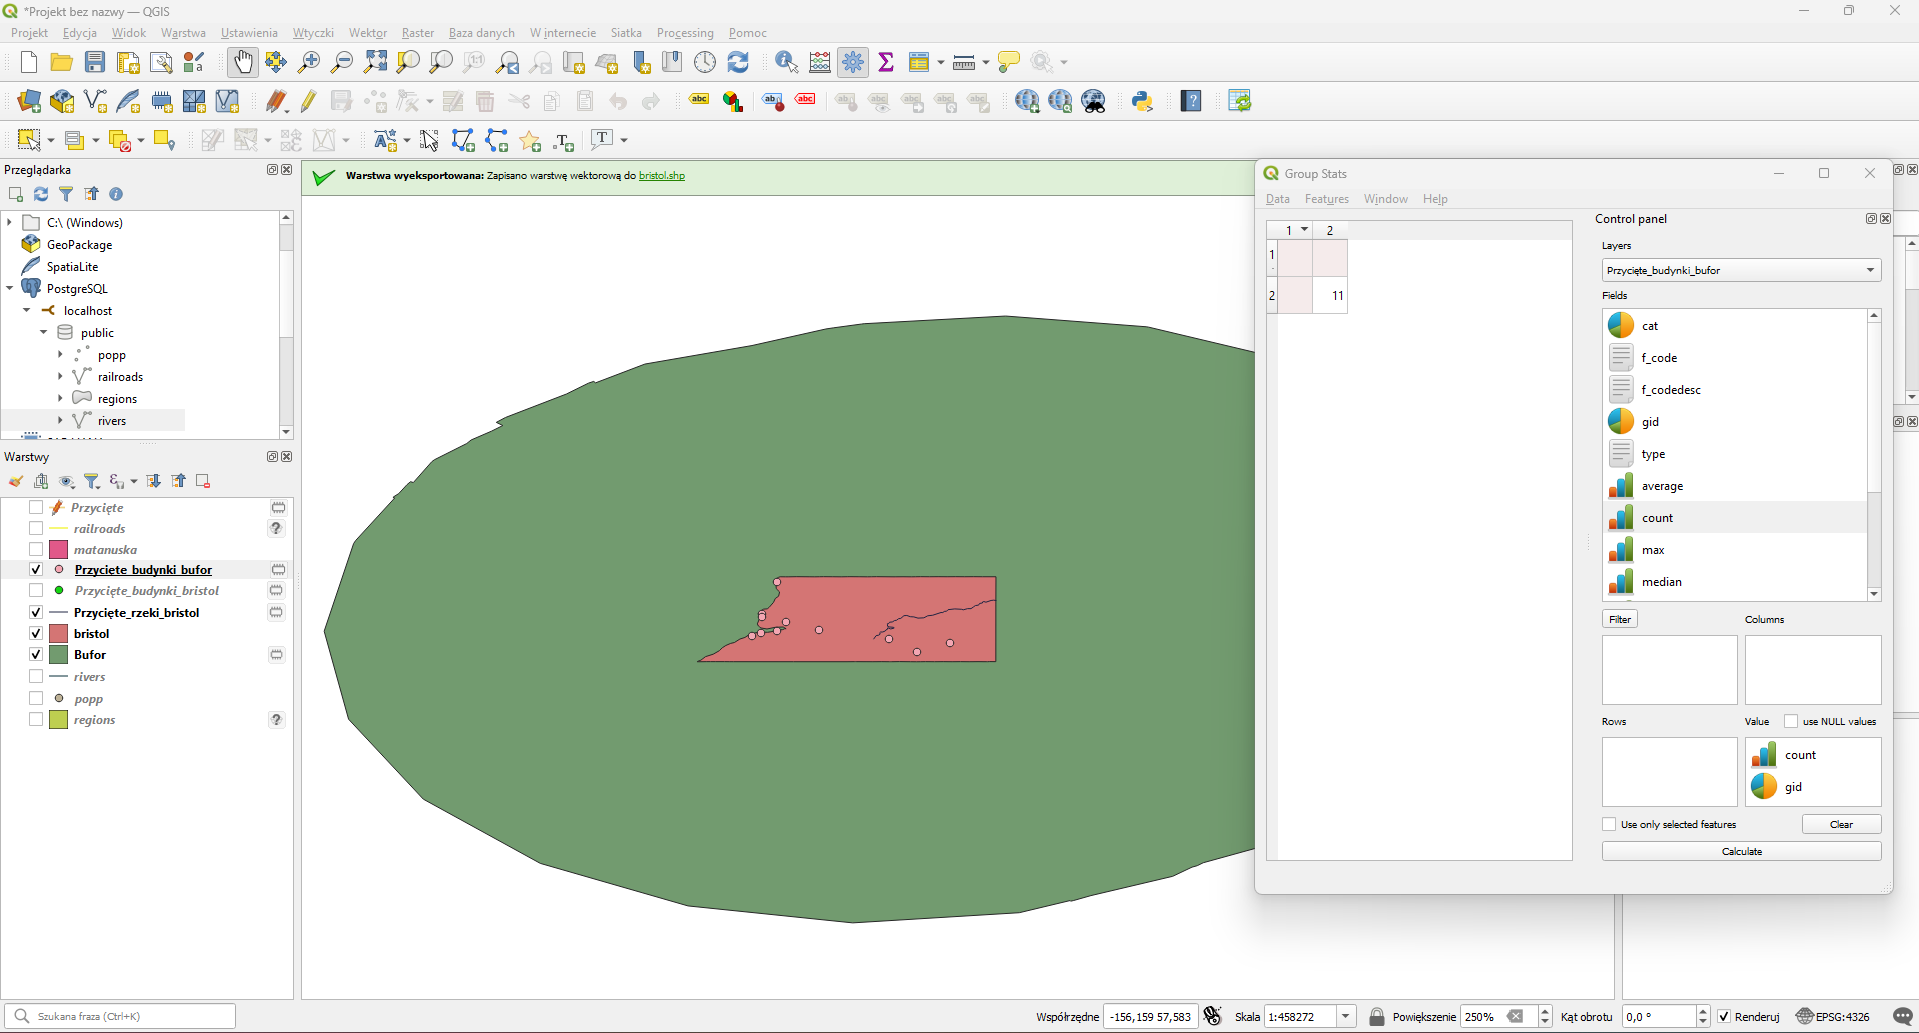 *Projekt bez nazwy — QGIS
Projekt Edycja Widok Warstwa Ustawienia Wtyczki Wektor Raster Baza danych W internecie Siatka Processing Pomoc
Przeglądarka
C:\ (Windows)
GeoPackage
SpatiaLite
PostgreSQL
localhost
public
popp
railroads
regions
rivers
Warstwy
Przycięte
railroads
matanuska
Przycięte_budynki_bufor
Przycięte_budynki_bristol
Przycięte_rzeki_bristol
bristol
Bufor
rivers
popp
regions
Warstwa wyeksportowana: Zapisano warstwę wektorową do bristol.shp
Group Stats
Data Features Window Help
1 2
1
2 11
Control panel
Layers
Przycięte_budynki_bufor
Fields
cat
f_code
f_codedesc
gid
type
average
count
max
median
Filter Columns
Rows Value use NULL values
count
gid
Use only selected features Clear
Calculate
Szukana fraza (Ctrl+K) Współrzędne -156,159 57,583 Skala 1:458272 Powiększenie 250% Kąt obrotu 0,0 ° Renderuj EPSG:4326